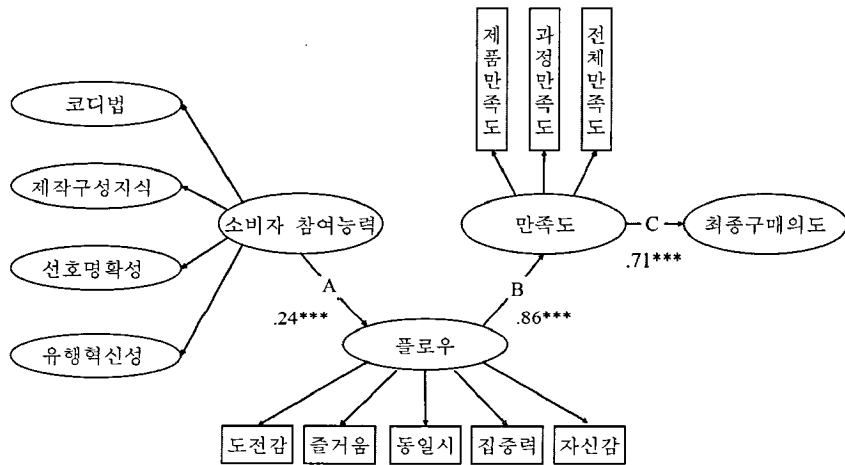 제품만족도
과정만족도
전체만족도
코디법
제작구성지식
소비자 참여능력
선호명확성
유행혁신성
만족도
C
최종구매의도
.71***
A
.24***
B
.86***
플로우
도전감
즐거움
동일시
집중력
자신감